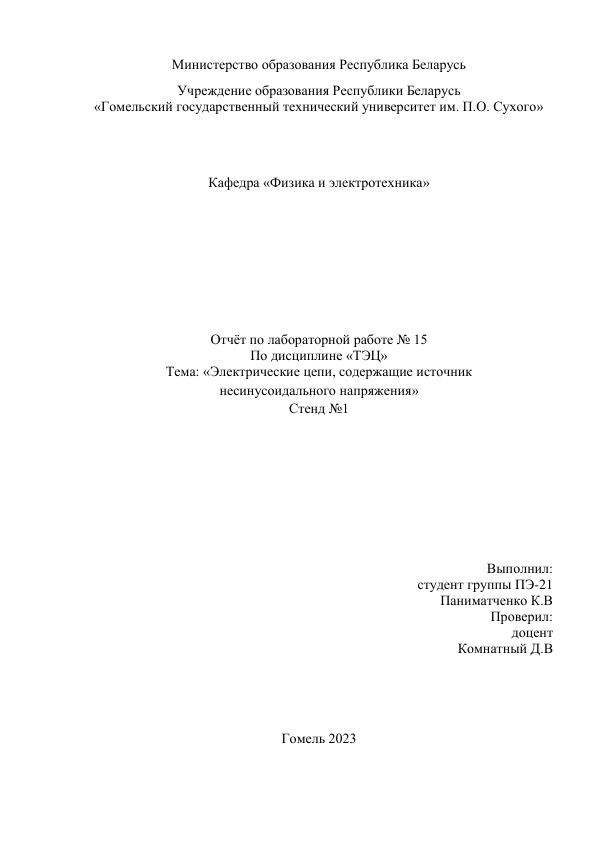 Министерство образования Республика Беларусь
Учреждение образования Республики Беларусь
«Гомельский государственный технический университет им. П.О. Сухого»
Кафедра «Физика и электротехника»
Отчёт по лабораторной работе № 15
По дисциплине «ТЭЦ»
Тема: «Электрические цепи, содержащие источник
несинусоидального напряжения»
Стенд №1
Выполнил:
студент группы ПЭ-21
Паниматченко К.В
Проверил:
доцент
Комнатный Д.В
Гомель 2023